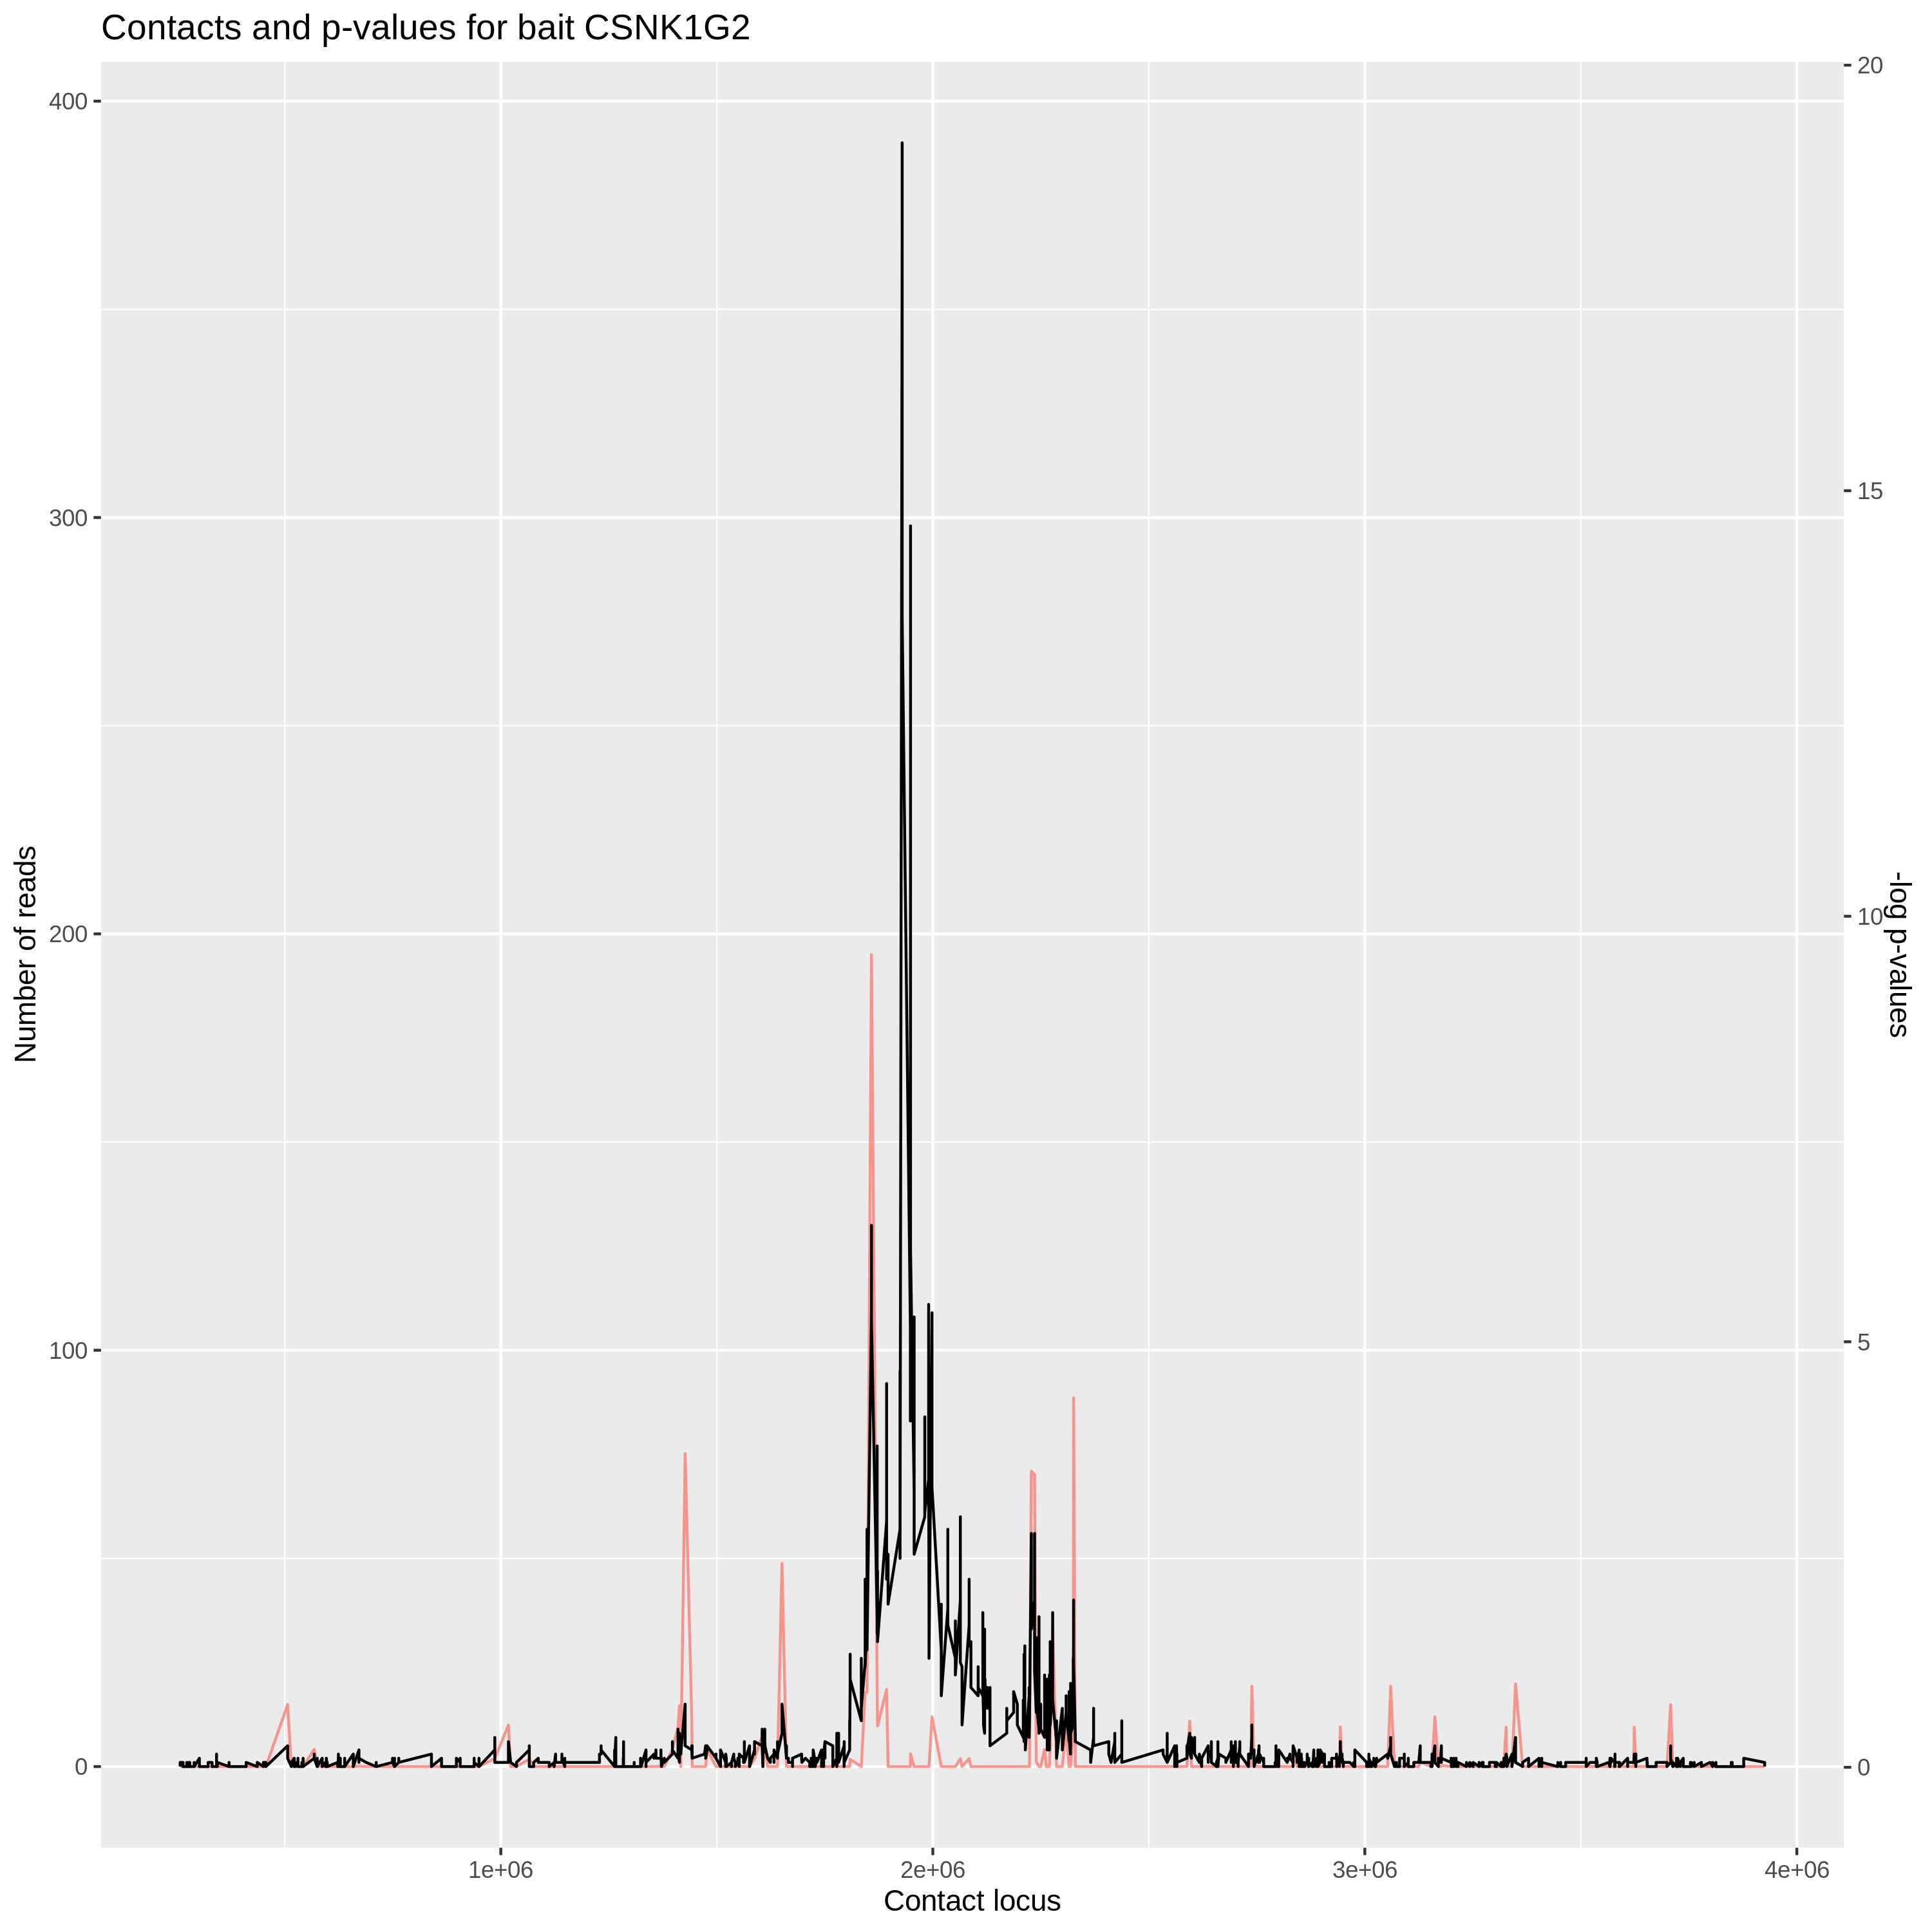 Contacts and p-values for bait CSNK1G2
400
300
200
100
0
Number of reads
20
15
10
5
0
-log p-values
1e+06
2e+06
3e+06
4e+06
Contact locus